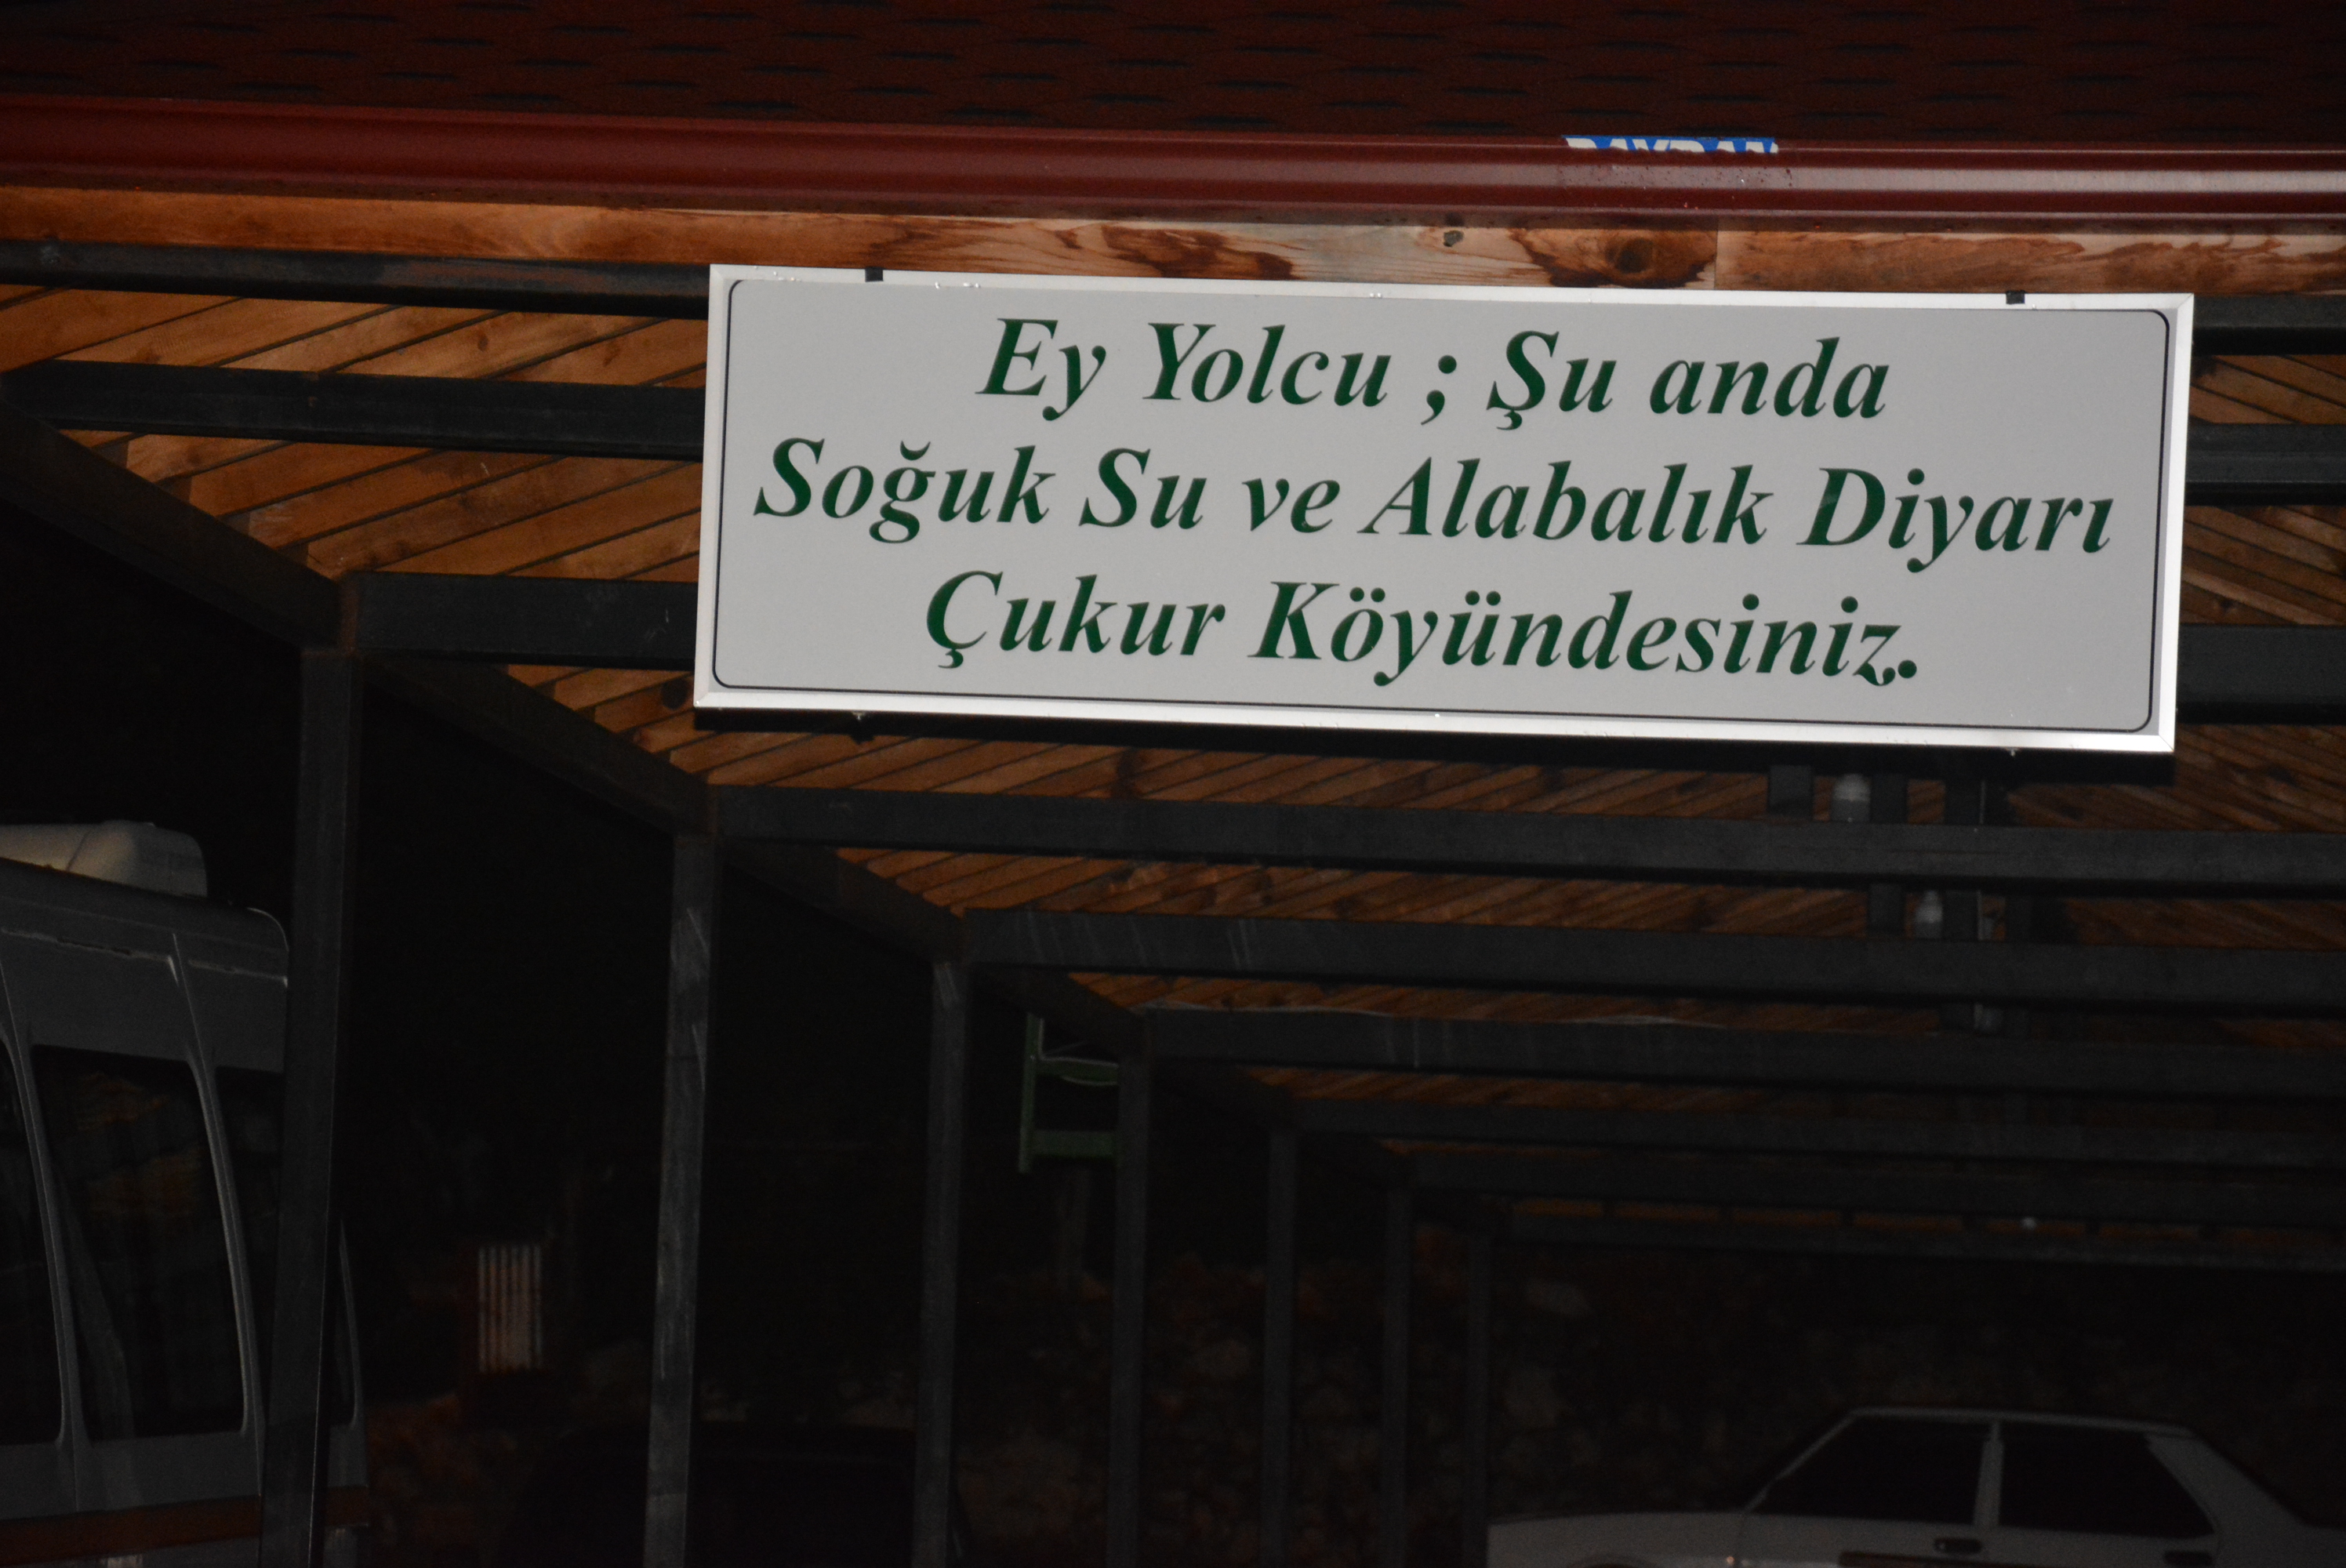 Ey Yolcu ; Şu anda
Soğuk Su ve Alabalık Diyarı
Çukur Köyündesiniz.